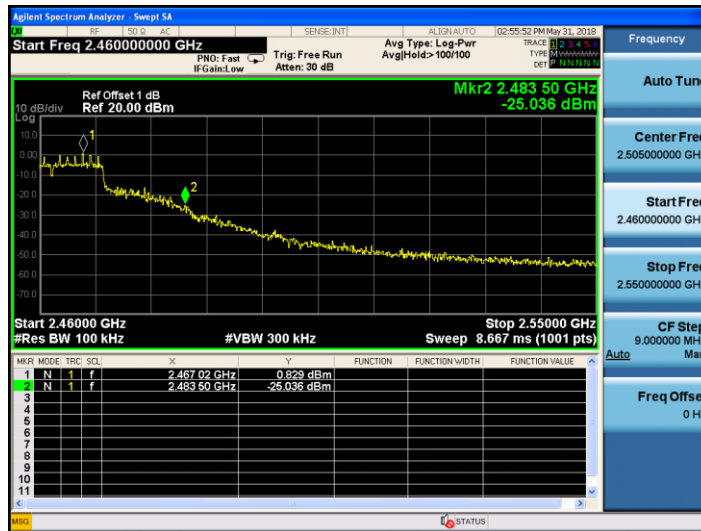 Agilent Spectrum Analyzer - Swept SA
RF 50 Ω AC SENSE:INT ALIGN AUTO 02:55:52 PM May 31, 2018
Start Freq 2.460000000 GHz
PNO: Fast
IFGain:Low
Trig: Free Run
Atten: 30 dB
Avg Type: Log-Pwr
Avg|Hold:> 100/100
TRACE 1 2 3 4 5 6
TYPE M W W W W W
DET P N N N N N
Ref Offset 1 dB
Ref 20.00 dBm
10 dB/div
Log
Mkr2 2.483 50 GHz
-25.036 dBm
10.0
0.00
-10.0
-20.0
-30.0
-40.0
-50.0
-60.0
-70.0
1
2
Start 2.46000 GHz
Stop 2.55000 GHz
#Res BW 100 kHz
#VBW 300 kHz
Sweep 8.667 ms (1001 pts)
MKR MODE TRC SCL X Y FUNCTION FUNCTION WIDTH FUNCTION VALUE
1 N 1 f 2.467 02 GHz 0.829 dBm
2 N 1 f 2.483 50 GHz -25.036 dBm
3
4
5
6
7
8
9
10
11
MSG
STATUS
Frequency
Auto Tun
Center Fre
2.505000000 GH
Start Fre
2.460000000 GH
Stop Fre
2.550000000 GH
CF Step
9.000000 MH
Auto Ma
Freq Offse
0 H